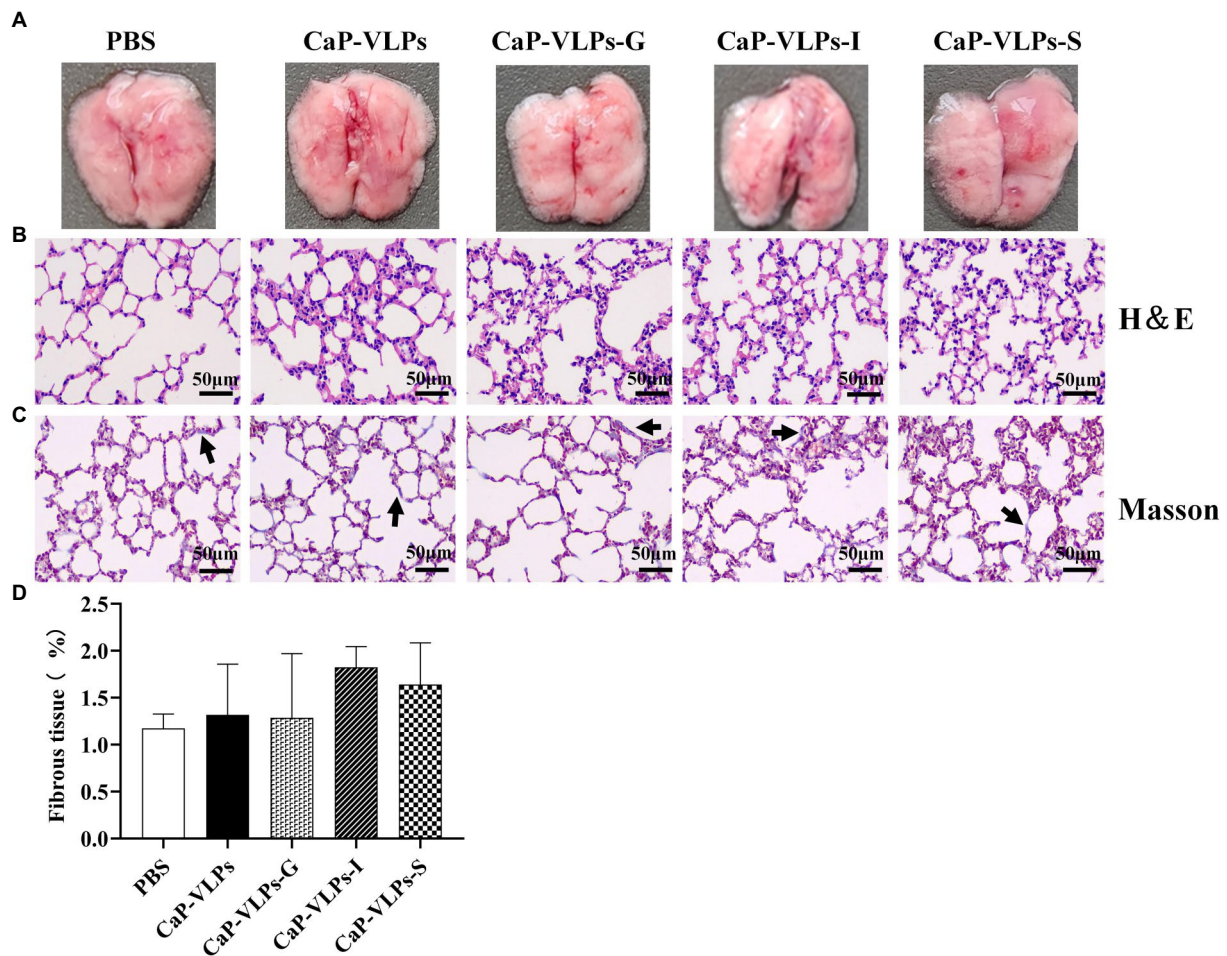 A
PBS CaP-VLPs CaP-VLPs-G CaP-VLPs-I CaP-VLPs-S
B
50μm 50μm 50μm 50μm 50μm
H&E
C
50μm 50μm 50μm 50μm 50μm
Masson
D
Fibrous tissue ( %)
2.5
2.0
1.5
1.0
0.5
0.0
PBS CaP-VLPs CaP-VLPs-G CaP-VLPs-I CaP-VLPs-S